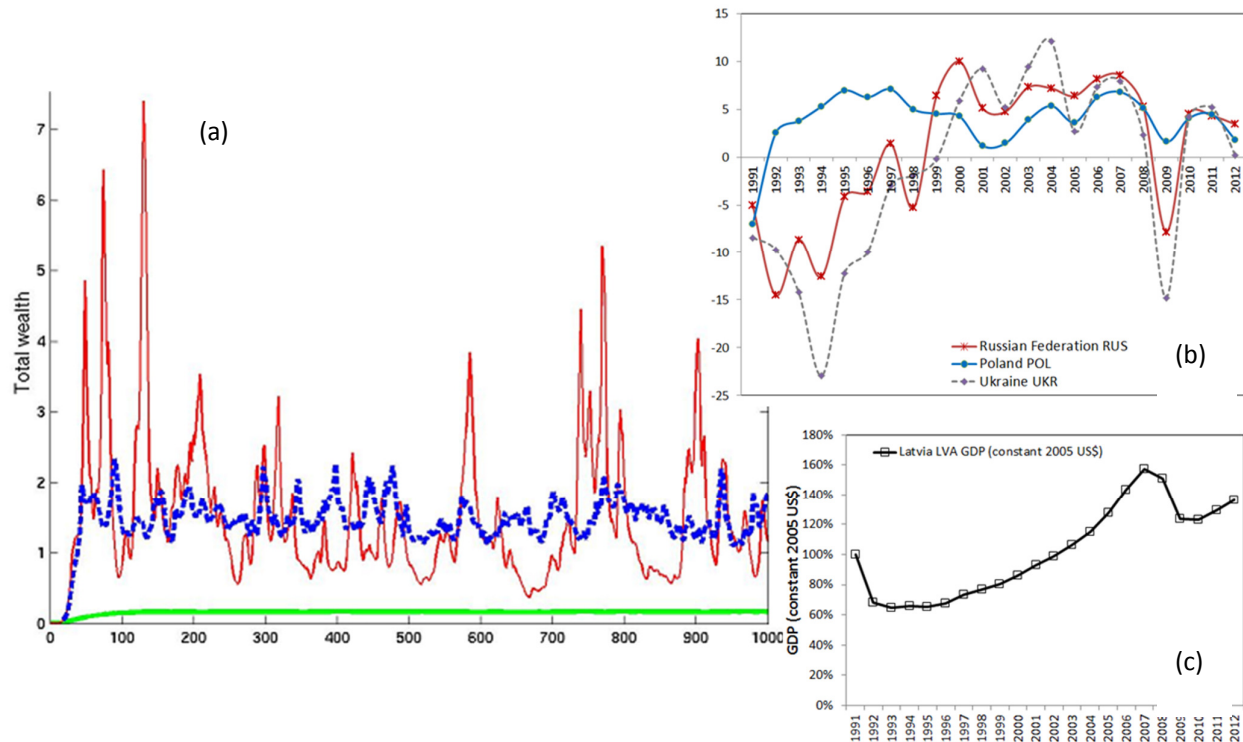 (a)
Total wealth
7
6
5
4
3
2
1
0
0 100 200 300 400 500 600 700 800 900 1000
(b)
15
10
5
0
-5
-10
-15
-20
-25
1991 1992 1993 1994 1995 1996 1997 1998 1999 2000 2001 2002 2003 2004 2005 2006 2007 2008 2009 2010 2011 2012
Russian Federation RUS
Poland POL
Ukraine UKR
(c)
GDP (constant 2005 US$)
180%
160%
140%
120%
100%
80%
60%
40%
20%
0%
Latvia LVA GDP (constant 2005 US$)
1991 1992 1993 1994 1995 1996 1997 1998 1999 2000 2001 2002 2003 2004 2005 2006 2007 2008 2009 2010 2011 2012